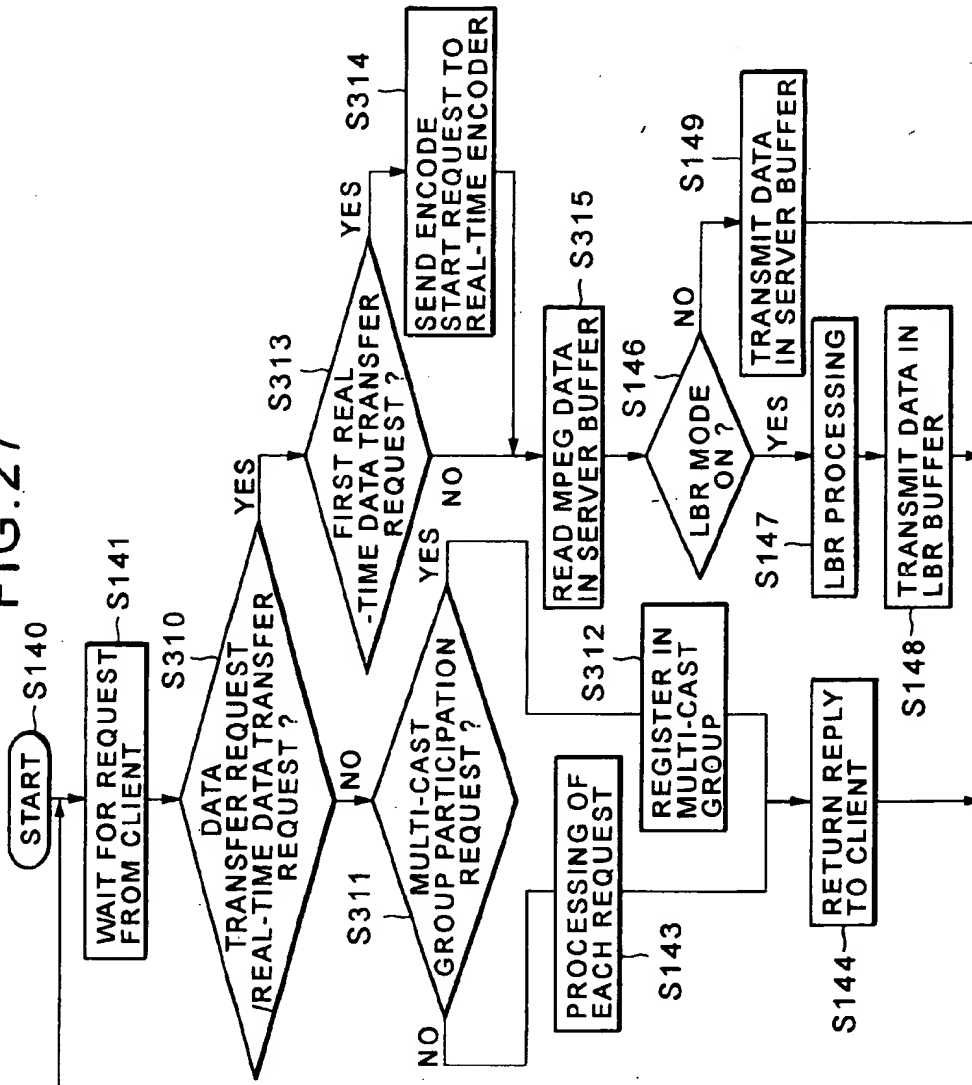 FIG.27
START
S140
WAIT FOR REQUEST
FROM CLIENT
S141
DATA
TRANSFER REQUEST
/REAL-TIME DATA TRANSFER
REQUEST ?
S310
YES
NO
MULTI-CAST
GROUP PARTICIPATION
REQUEST ?
S311
YES
NO
FIRST REAL
-TIME DATA TRANSFER
REQUEST ?
S313
YES
NO
SEND ENCODE
START REQUEST TO
REAL-TIME ENCODER
S314
READ MPEG DATA
IN SERVER BUFFER
S315
LBR MODE
ON ?
S146
NO
YES
TRANSMIT DATA
IN SERVER BUFFER
S149
LBR PROCESSING
S147
TRANSMIT DATA IN
LBR BUFFER
S148
REGISTER IN
MULTI-CAST
GROUP
S312
PROCESSING OF
EACH REQUEST
S143
RETURN REPLY
TO CLIENT
S144